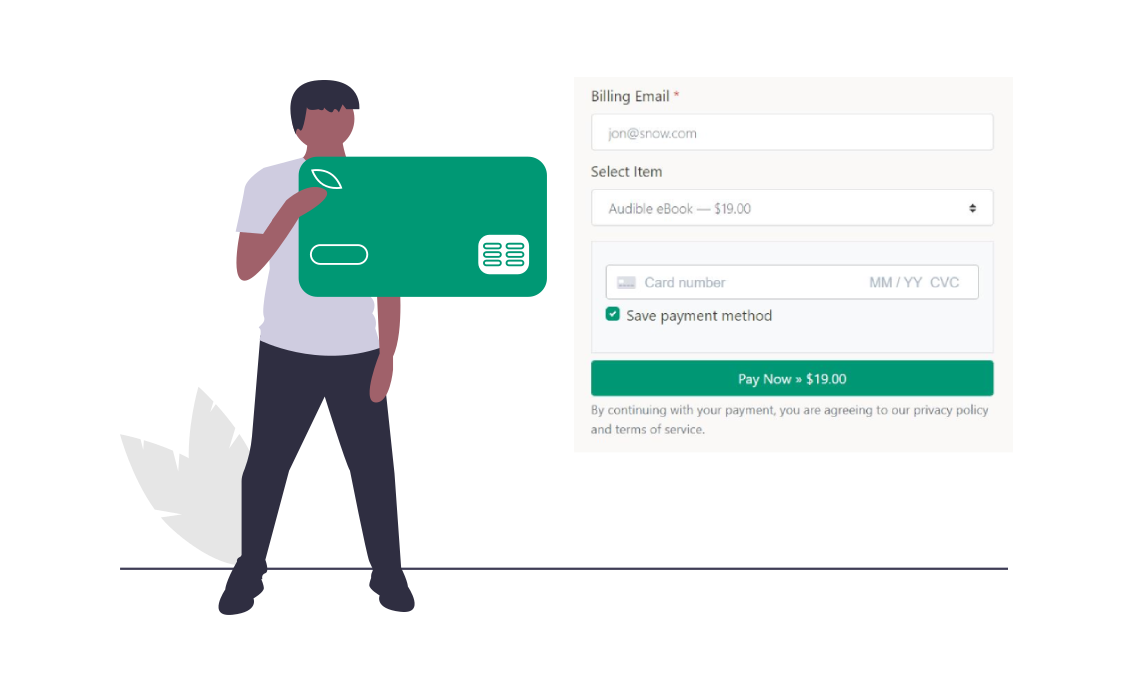 Billing Email *
jon@snow.com
Select Item
Audible eBook — $19.00
Card number MM / YY CVC
Save payment method
Pay Now » $19.00
By continuing with your payment, you are agreeing to our privacy policy
and terms of service.